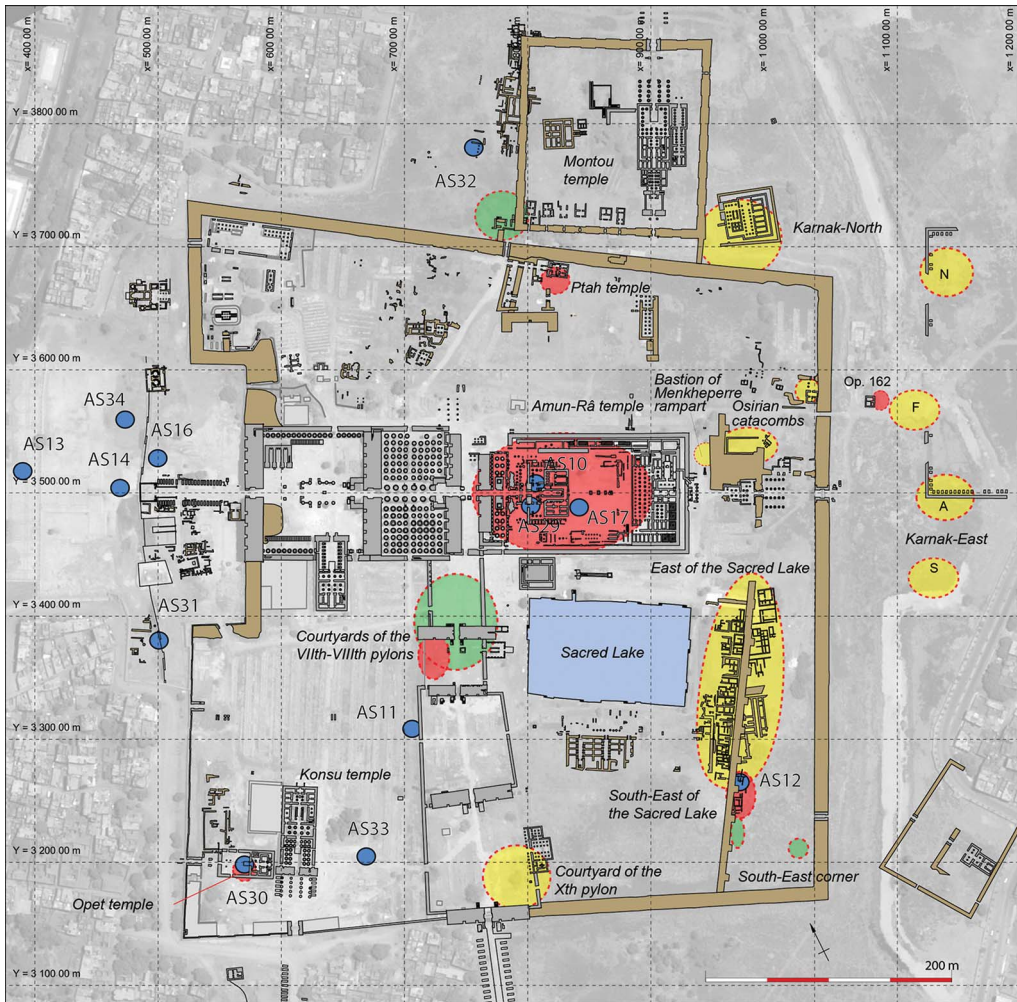 x= 400 00 m
x= 500 00 m
x= 600 00 m
x= 700 00 m
x= 900 00 m
x= 1 000 00 m
x= 1 100 00 m
x= 1 200 00 m
Y = 3800 00 m
Montou
temple
AS32
Y = 3 700 00 m
Karnak-North
N
Ptah temple
Y = 3 600 00 m
Bastion of
Menkheperre
rampart
Op. 162
AS34
Amun-Râ temple
Osirian
catacombs
F
AS16
AS13
AS14
AS10
Y = 3 500 00 m
AS29
AS17
A
Karnak-East
East of the Sacred Lake
S
Y = 3 400 00 m
AS31
Courtyards of the
VIIth-VIIIth pylons
Sacred Lake
AS11
Y = 3 300 00 m
Konsu temple
AS12
South-East of
the Sacred Lake
AS33
Y = 3 200 00 m
Courtyard of the
Xth pylon
South-East corner
AS30
Opet temple
Y = 3 100 00 m
200 m